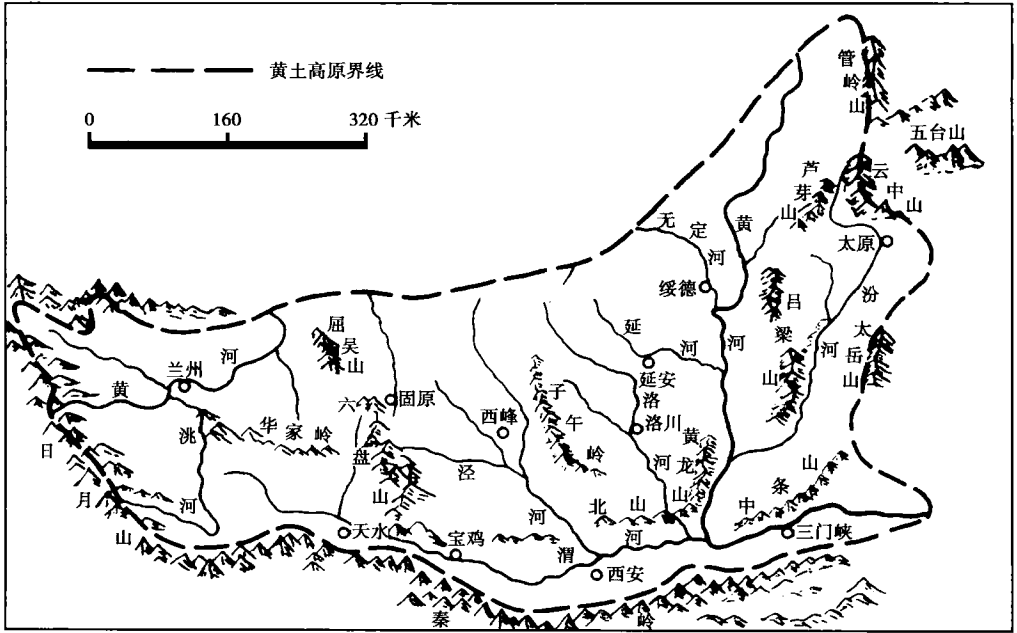 黄土高原界线
0 160 320 千米
管岭山
五台山
芦芽山
云中山
太原
无定河
黄河
绥德
吕梁山
汾河
太岳山
延河
延安
洛河
洛川
黄龙山
子午岭
西峰
屈吴山
固原
六盘山
华家岭
兰州
黄河
洮河
日月山
泾河
北山
中条山
三门峡
渭河
天水
宝鸡
西安
秦岭